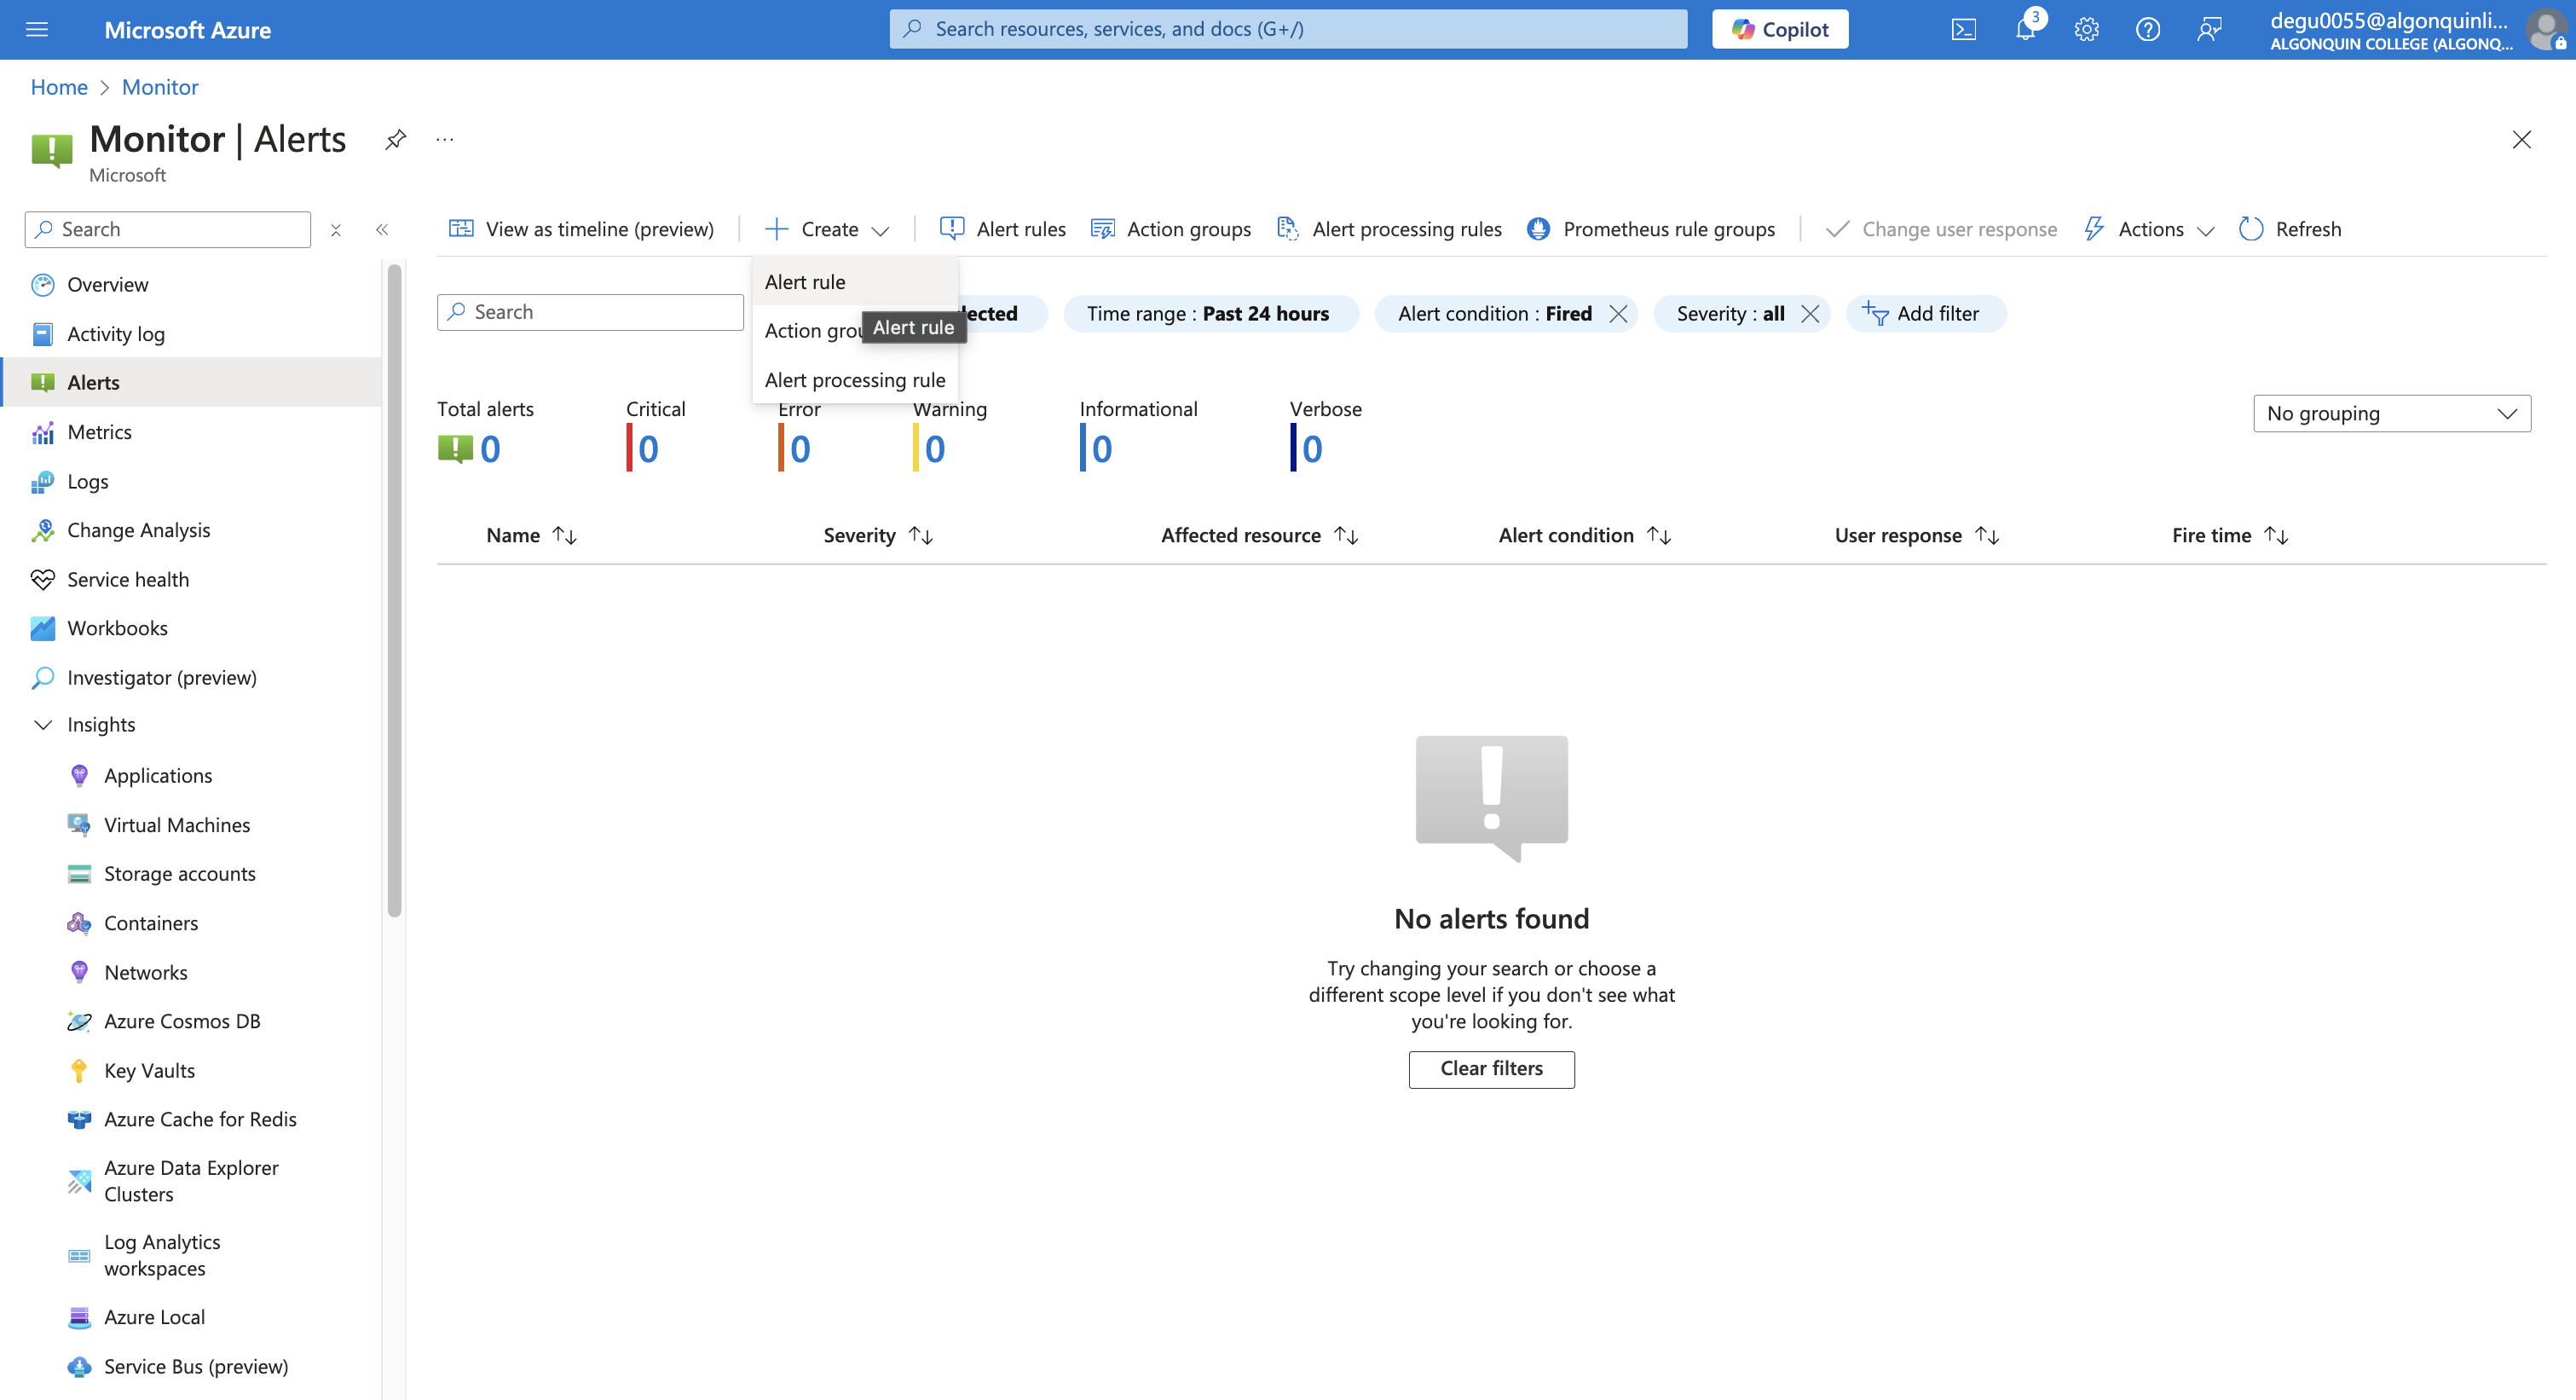 Microsoft Azure
Search resources, services, and docs (G+/)
Copilot
3
degu0055@algonquinli...
ALGONQUIN COLLEGE (ALGONQ...
Home > Monitor
Monitor | Alerts
...
Microsoft
Search
View as timeline (preview)
Create
Alert rules
Action groups
Alert processing rules
Prometheus rule groups
Change user response
Actions
Refresh
Alert rule
Action grou
Alert rule
Alert processing rule
Search
lected
Time range : Past 24 hours
Alert condition : Fired
Severity : all
Add filter
Total alerts
0
Critical
0
Error
0
Warning
0
Informational
0
Verbose
0
No grouping
Name
Severity
Affected resource
Alert condition
User response
Fire time
No alerts found
Try changing your search or choose a
different scope level if you don't see what
you're looking for.
Clear filters
Overview
Activity log
Alerts
Metrics
Logs
Change Analysis
Service health
Workbooks
Investigator (preview)
Insights
Applications
Virtual Machines
Storage accounts
Containers
Networks
Azure Cosmos DB
Key Vaults
Azure Cache for Redis
Azure Data Explorer
Clusters
Log Analytics
workspaces
Azure Local
Service Bus (preview)